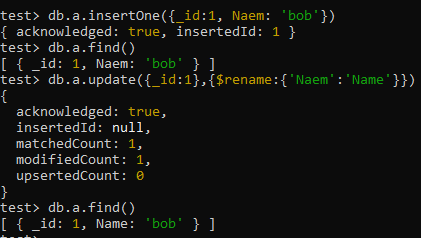 test> db.a.insertOne({_id:1, Naem: 'bob'})
{ acknowledged: true, insertedId: 1 }
test> db.a.find()
[ { _id: 1, Naem: 'bob' } ]
test> db.a.update({_id:1},{$rename:{'Naem':'Name'}})
{
  acknowledged: true,
  insertedId: null,
  matchedCount: 1,
  modifiedCount: 1,
  upsertedCount: 0
}
test> db.a.find()
[ { _id: 1, Name: 'bob' } ]